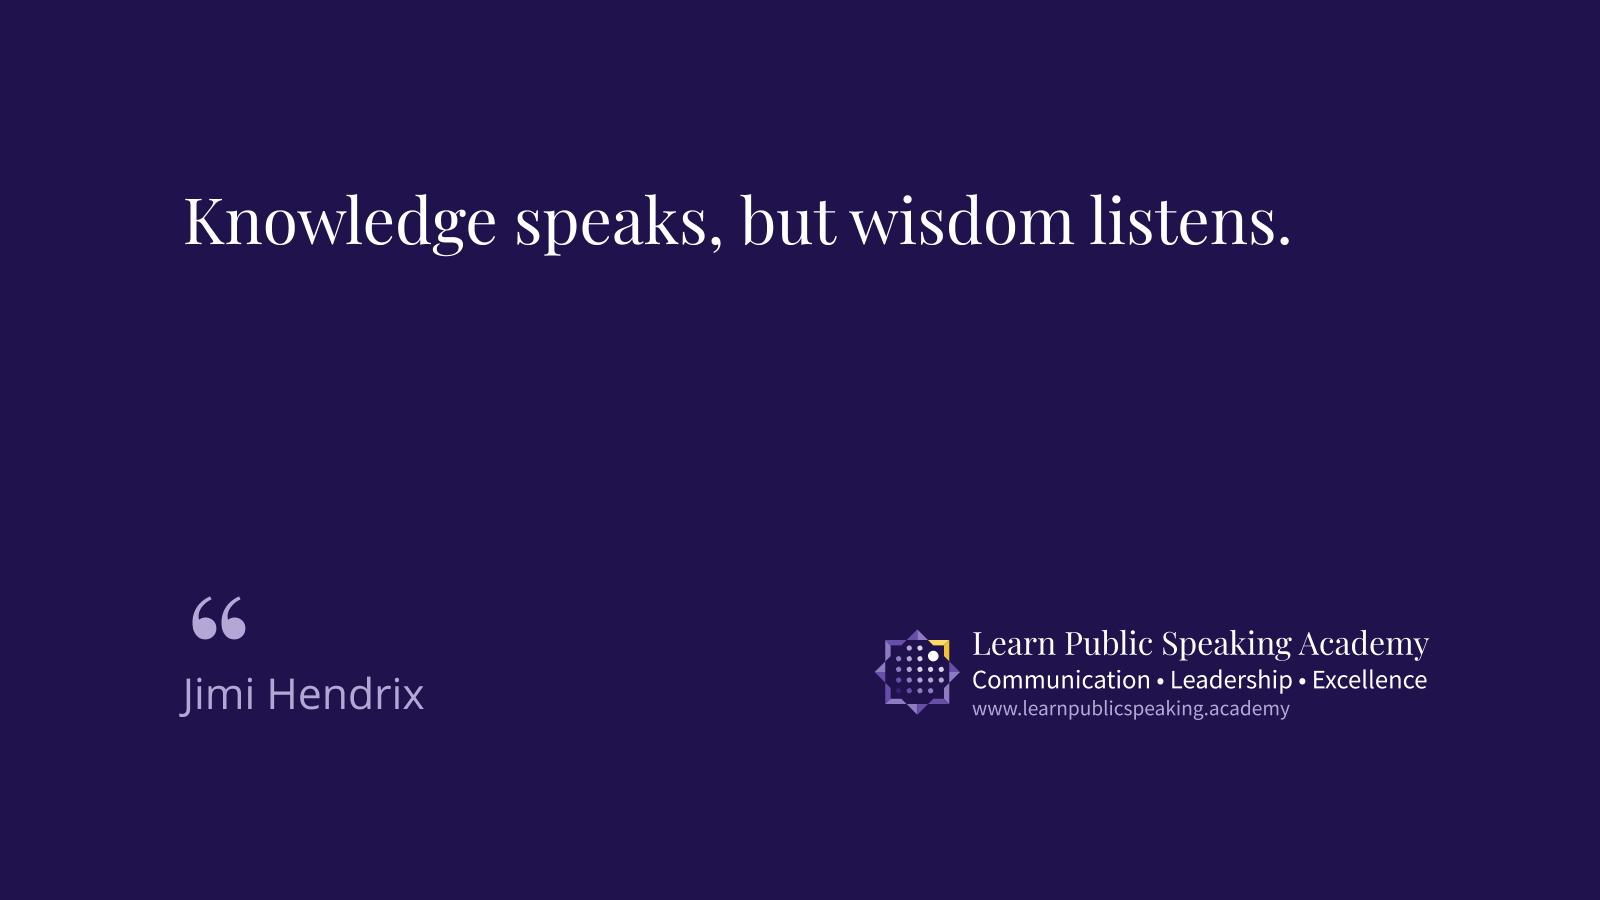 Knowledge speaks, but wisdom listens.
“
Jimi Hendrix
Learn Public Speaking Academy
Communication • Leadership • Excellence
www.learnpublicspeaking.academy